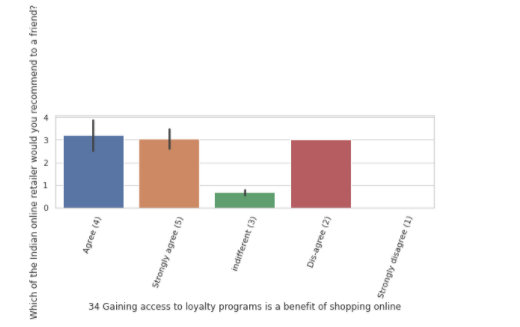 Which of the Indian online retailer would you recommend to a friend?
4
3
2
1
0
Agree (4)
Strongly agree (5)
indifferent (3)
Dis-agree (2)
Strongly disagree (1)
34 Gaining access to loyalty programs is a benefit of shopping online